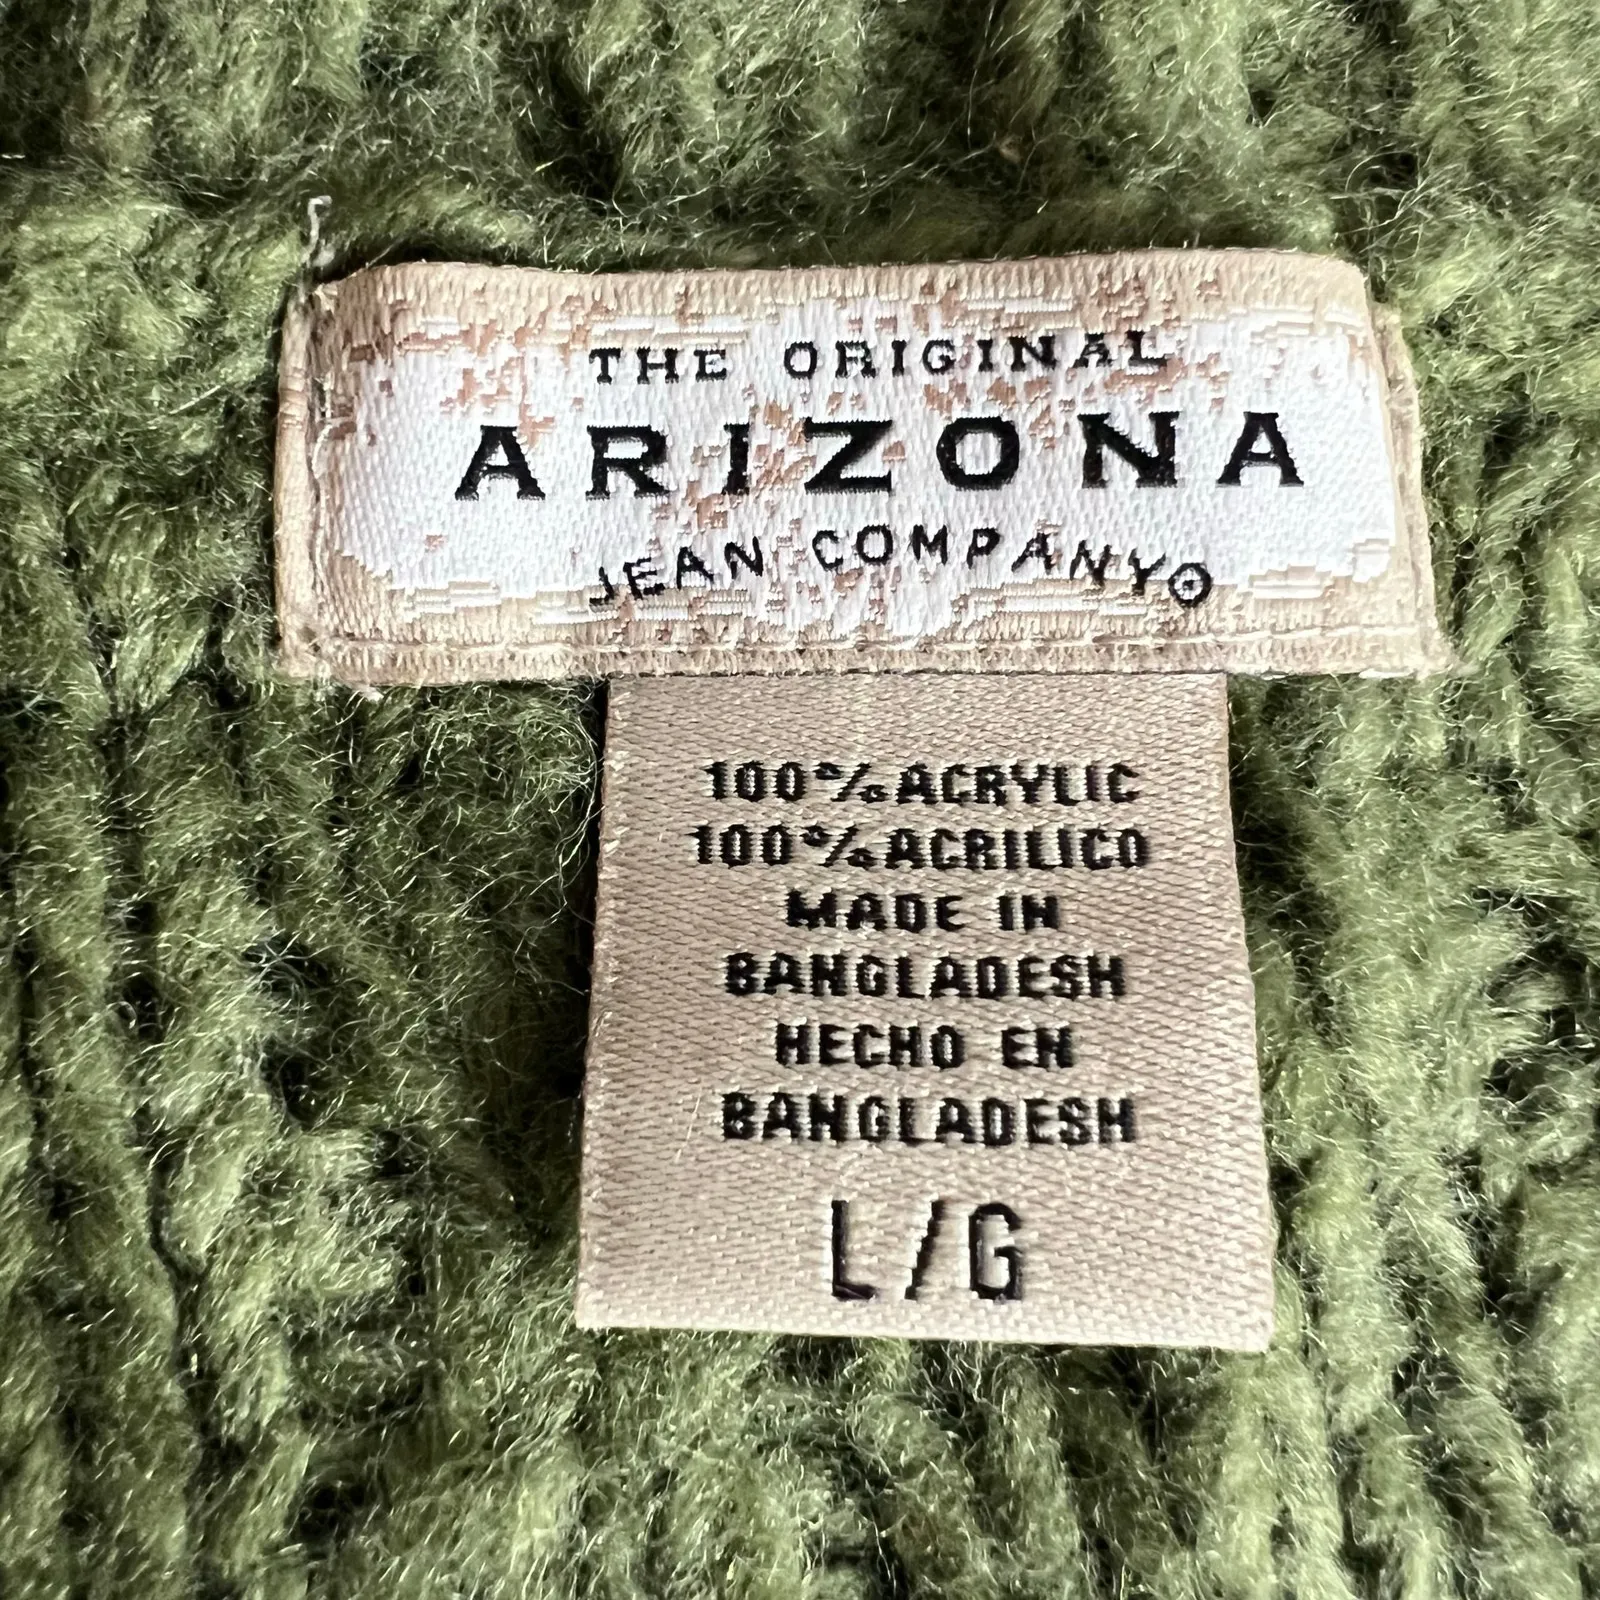 THE ORIGINAL
ARIZONA
JEAN COMPANY®
100% ACRYLIC
100% ACRILICO
MADE IN
BANGLADESH
HECHO EN
BANGLADESH
L/G